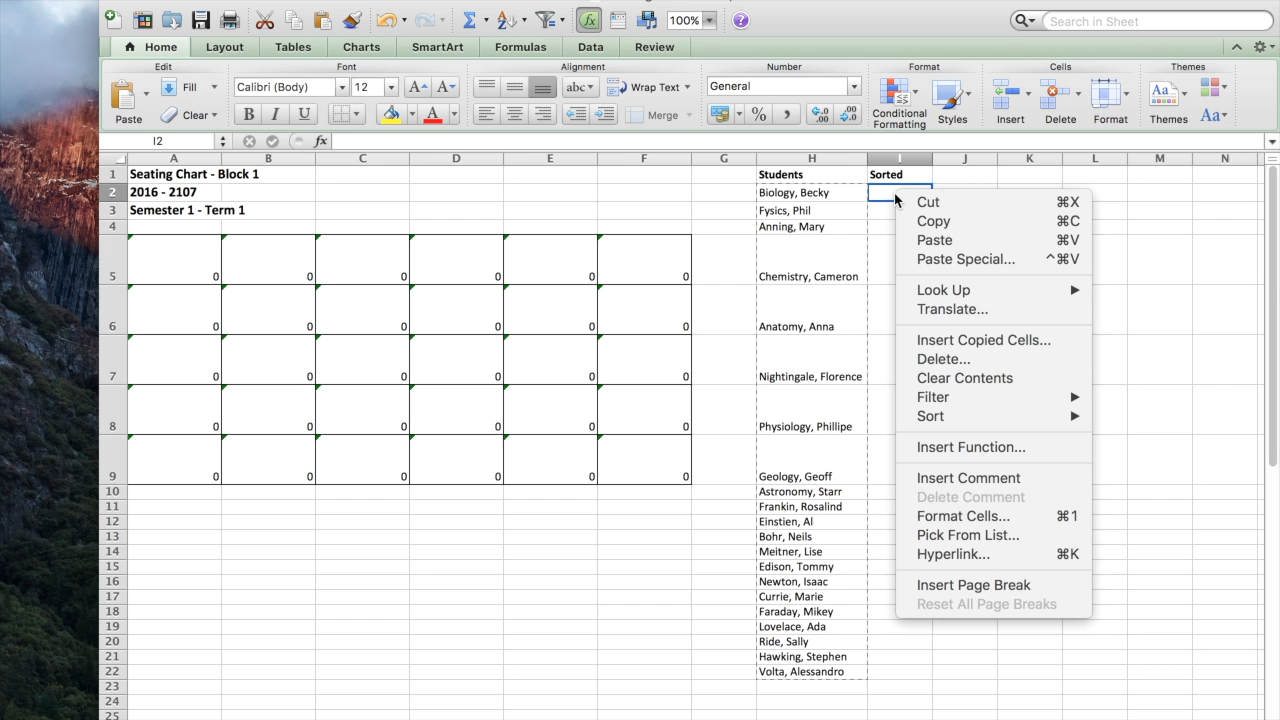 100%
Search in Sheet
Home Layout Tables Charts SmartArt Formulas Data Review
Edit Font Alignment Number Format Cells Themes
Fill Calibri (Body) 12 A A abc Wrap Text General
Paste Clear B I U A Merge % Conditional Formatting Styles Insert Delete Format Themes Aa
I2 fx
A B C D E F G H I J K L M N
1 Seating Chart - Block 1 Students Sorted
2 2016 - 2107 Biology, Becky
3 Semester 1 - Term 1 Fysics, Phil
4 Anning, Mary
5 0 0 0 0 0 0 Chemistry, Cameron
6 0 0 0 0 0 0 Anatomy, Anna
7 0 0 0 0 0 0 Nightingale, Florence
8 0 0 0 0 0 0 Physiology, Phillipe
9 0 0 0 0 0 0 Geology, Geoff
10 Astronomy, Starr
11 Frankin, Rosalind
12 Einstien, Al
13 Bohr, Neils
14 Meitner, Lise
15 Edison, Tommy
16 Newton, Isaac
17 Currie, Marie
18 Faraday, Mikey
19 Lovelace, Ada
20 Ride, Sally
21 Hawking, Stephen
22 Volta, Alessandro
23
24
25
Cut ⌘X
Copy ⌘C
Paste ⌘V
Paste Special... ^⌘V
Look Up
Translate...
Insert Copied Cells...
Delete...
Clear Contents
Filter
Sort
Insert Function...
Insert Comment
Delete Comment
Format Cells... ⌘1
Pick From List...
Hyperlink... ⌘K
Insert Page Break
Reset All Page Breaks